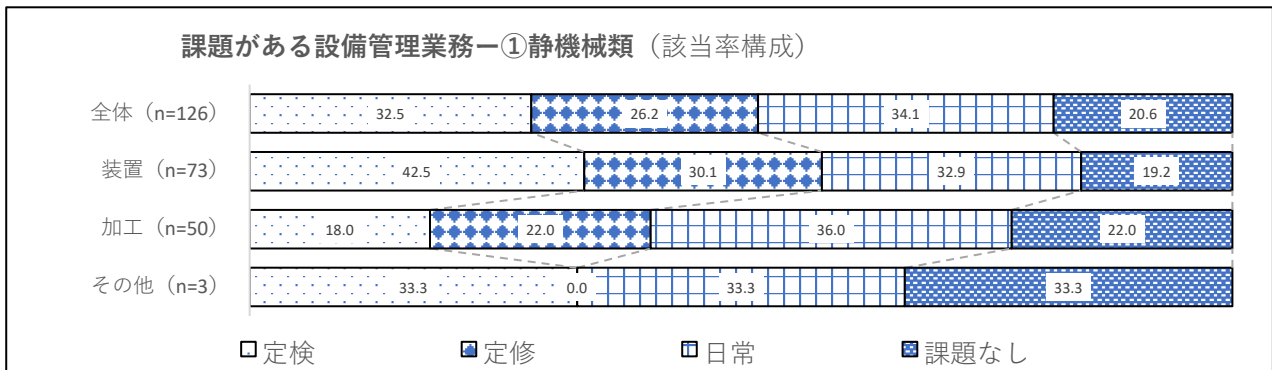 課題がある設備管理業務ー①静機械類（該当率構成）
全体（n=126）
32.5
26.2
34.1
20.6
装置（n=73）
42.5
30.1
32.9
19.2
加工（n=50）
18.0
22.0
36.0
22.0
その他（n=3）
33.3
0.0
33.3
33.3
定検
定修
日常
課題なし